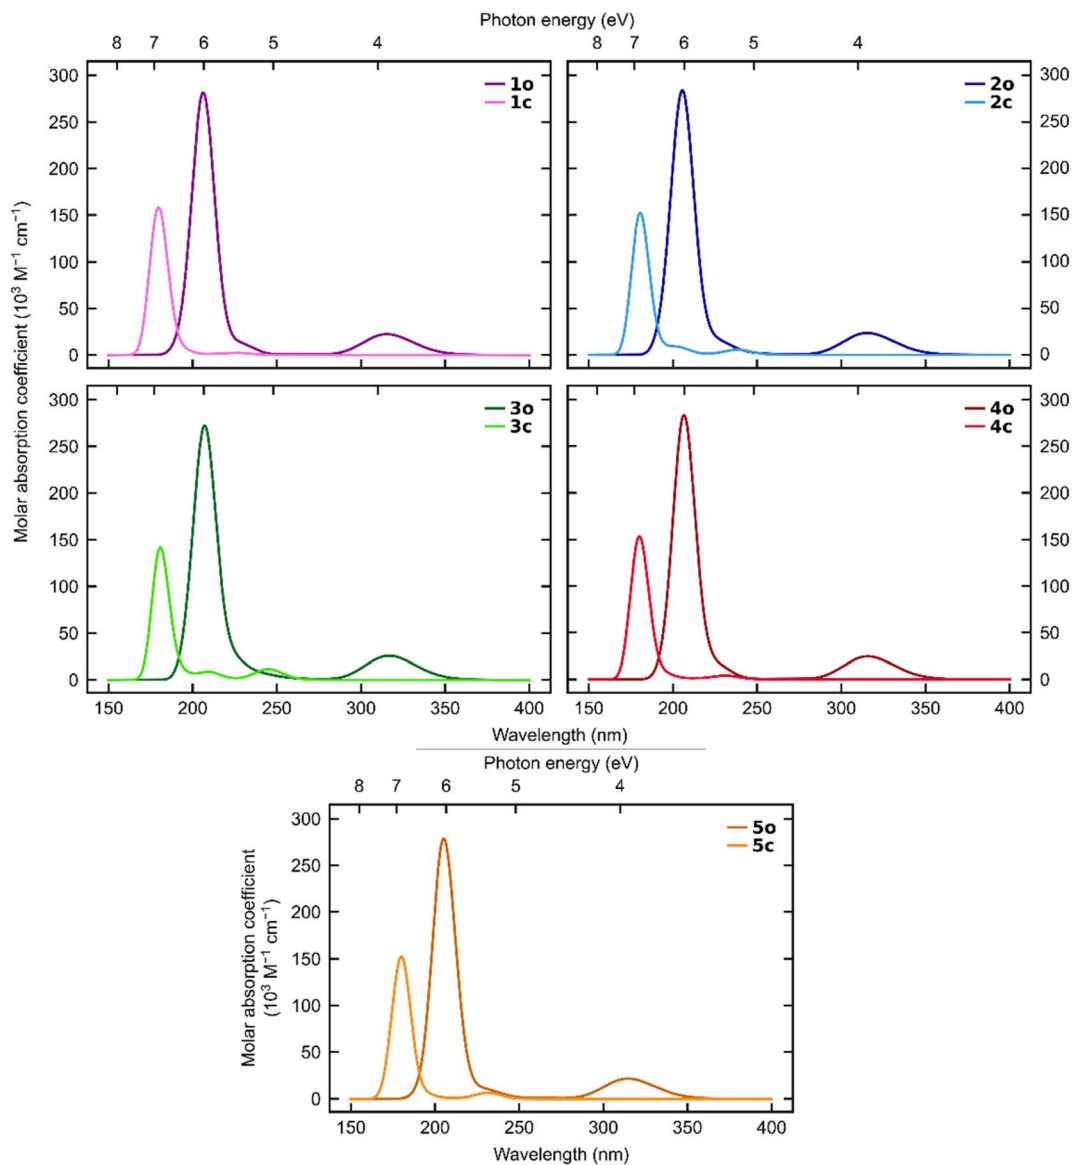 Photon energy (eV)
8 7 6 5 4 8 7 6 5 4
Molar absorption coefficient (10³ M⁻¹ cm⁻¹)
300 1o 2o 300
1c 2c
250 250
200 200
150 150
100 100
50 50
0 0
300 3o 4o 300
3c 4c
250 250
200 200
150 150
100 100
50 50
0 0
150 200 250 300 350 400 150 200 250 300 350 400
Wavelength (nm)
Photon energy (eV)
8 7 6 5 4
Molar absorption coefficient
(10³ M⁻¹ cm⁻¹)
300 5o
5c
250
200
150
100
50
0
150 200 250 300 350 400
Wavelength (nm)